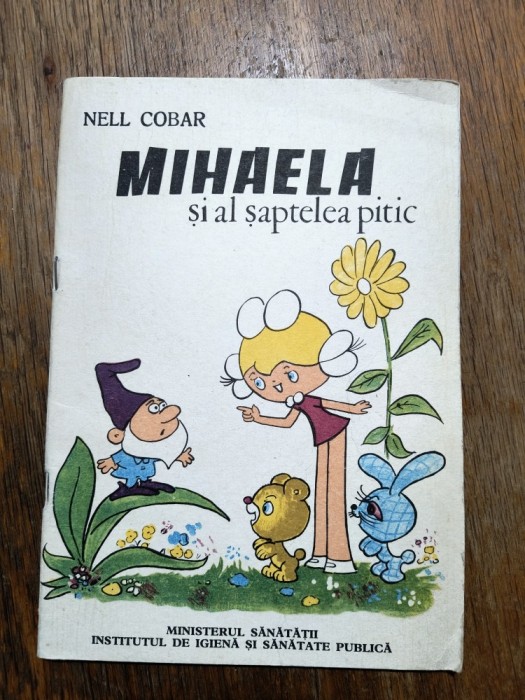 NELL COBAR
MIHAELA
și al șaptelea pitic
MINISTERUL SĂNĂTĂȚII
INSTITUTUL DE IGIENĂ ȘI SĂNĂTATE PUBLICĂ